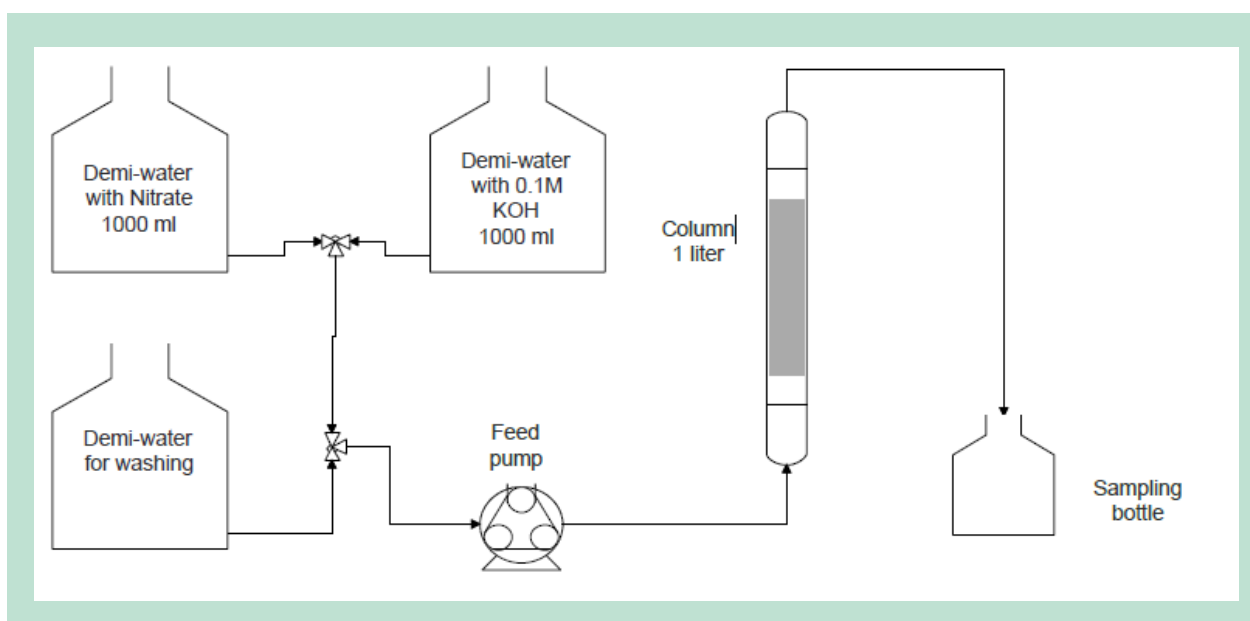 Demi-water
with Nitrate
1000 ml
Demi-water
with 0.1M
KOH
1000 ml
Column
1 liter
Demi-water
for washing
Feed
pump
Sampling
bottle